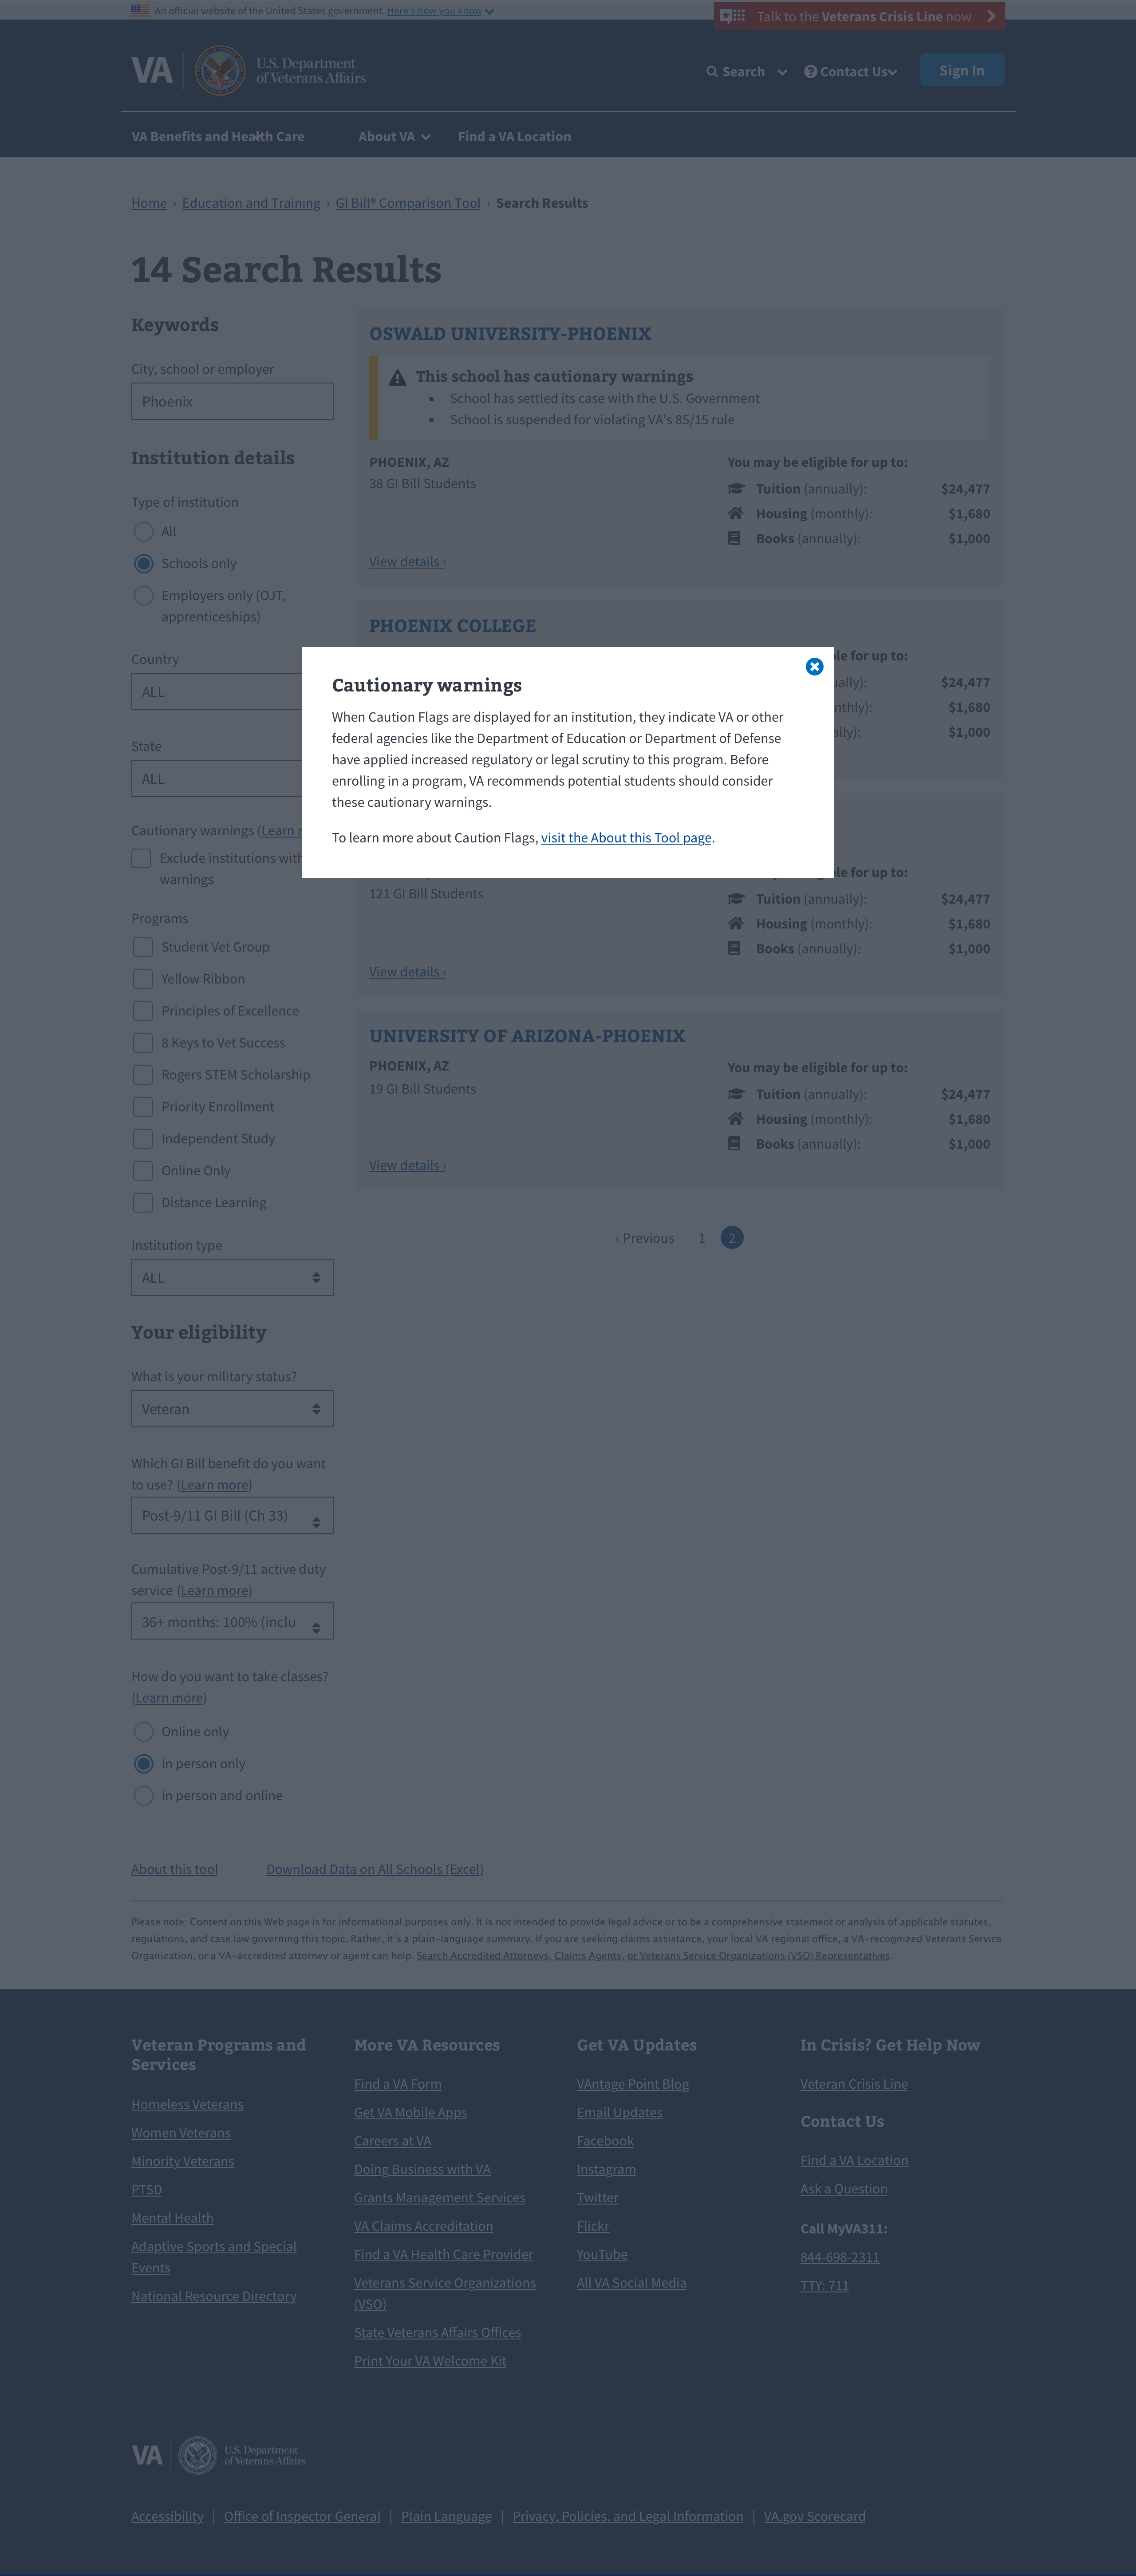 An official website of the United States government. Here's how you know
Talk to the Veterans Crisis Line now
VA
U.S. Department
of Veterans Affairs
Search
Contact Us
Sign In
VA Benefits and Health Care
About VA
Find a VA Location
Home › Education and Training › GI Bill® Comparison Tool › Search Results
14 Search Results
Keywords
City, school or employer
Phoenix
Institution details
Type of institution
All
Schools only
Employers only (OJT,
apprenticeships)
Country
ALL
State
ALL
Cautionary warnings (Learn
Exclude institutions with
warnings
Programs
Student Vet Group
Yellow Ribbon
Principles of Excellence
8 Keys to Vet Success
Rogers STEM Scholarship
Priority Enrollment
Independent Study
Online Only
Distance Learning
Institution type
ALL
Your eligibility
What is your military status?
Veteran
Which GI Bill benefit do you want
to use? (Learn more)
Post-9/11 GI Bill (Ch 33)
Cumulative Post-9/11 active duty
service (Learn more)
36+ months: 100% (inclu
How do you want to take classes?
(Learn more)
Online only
In person only
In person and online
OSWALD UNIVERSITY-PHOENIX
This school has cautionary warnings
▪ School has settled its case with the U.S. Government
▪ School is suspended for violating VA's 85/15 rule
PHOENIX, AZ
38 GI Bill Students
You may be eligible for up to:
Tuition (annually): $24,477
Housing (monthly): $1,680
Books (annually): $1,000
View details ›
PHOENIX COLLEGE
for up to:
$24,477
$1,680
$1,000
Cautionary warnings
When Caution Flags are displayed for an institution, they indicate VA or other
federal agencies like the Department of Education or Department of Defense
have applied increased regulatory or legal scrutiny to this program. Before
enrolling in a program, VA recommends potential students should consider
these cautionary warnings.
To learn more about Caution Flags, visit the About this Tool page.
for up to:
121 GI Bill Students
Tuition (annually): $24,477
Housing (monthly): $1,680
Books (annually): $1,000
View details ›
UNIVERSITY OF ARIZONA-PHOENIX
PHOENIX, AZ
19 GI Bill Students
You may be eligible for up to:
Tuition (annually): $24,477
Housing (monthly): $1,680
Books (annually): $1,000
View details ›
‹ Previous 1 2
About this tool
Download Data on All Schools (Excel)
Please note: Content on this Web page is for informational purposes only. It is not intended to provide legal advice or to be a comprehensive statement or analysis of applicable statutes,
regulations, and case law governing this topic. Rather, it's a plain-language summary. If you are seeking claims assistance, your local VA regional office, a VA-recognized Veterans Service
Organization, or a VA-accredited attorney or agent can help. Search Accredited Attorneys, Claims Agents, or Veterans Service Organizations (VSO) Representatives.
Veteran Programs and
Services
Homeless Veterans
Women Veterans
Minority Veterans
PTSD
Mental Health
Adaptive Sports and Special
Events
National Resource Directory
More VA Resources
Find a VA Form
Get VA Mobile Apps
Careers at VA
Doing Business with VA
Grants Management Services
VA Claims Accreditation
Find a VA Health Care Provider
Veterans Service Organizations
(VSO)
State Veterans Affairs Offices
Print Your VA Welcome Kit
Get VA Updates
VAntage Point Blog
Email Updates
Facebook
Instagram
Twitter
Flickr
YouTube
All VA Social Media
In Crisis? Get Help Now
Veteran Crisis Line
Contact Us
Find a VA Location
Ask a Question
Call MyVA311:
844-698-2311
TTY: 711
VA
U.S. Department
of Veterans Affairs
Accessibility | Office of Inspector General | Plain Language | Privacy, Policies, and Legal Information | VA.gov Scorecard